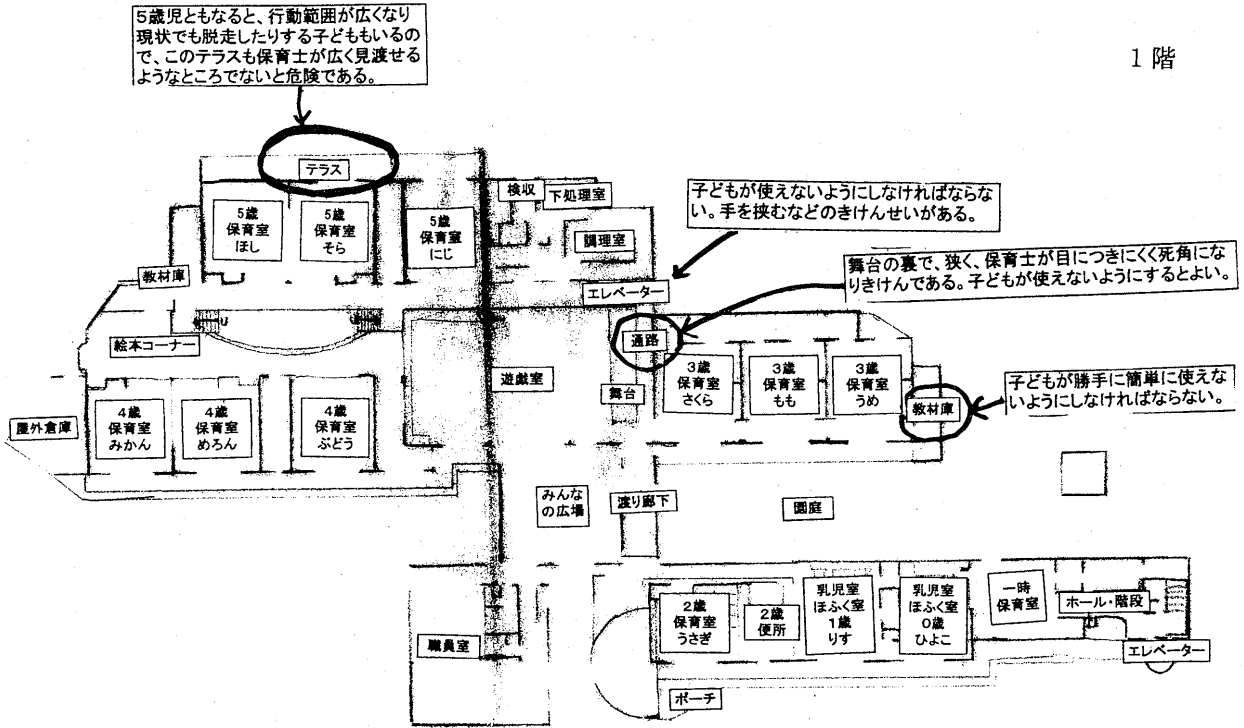 5歳児ともなると、行動範囲が広くなり
現状でも脱走したりする子どももいるの
で、このテラスも保育士が広く見渡せる
ようなところでないと危険である。
1階
テラス
検収
下処理室
調理室
5歳
保育室
ほし
5歳
保育室
そら
5歳
保育室
にじ
子どもが使えないようにしなければならな
い。手を挟むなどのきけんせいがある。
舞台の裏で、狭く、保育士が目につきにくく死角にな
りきけんである。子どもが使えないようにするとよい。
教材庫
エレベーター
絵本コーナー
通路
遊戯室
舞台
3歳
保育室
さくら
3歳
保育室
もも
3歳
保育室
うめ
教材庫
子どもが勝手に簡単に使えな
いようにしなければならない。
屋外倉庫
4歳
保育室
みかん
4歳
保育室
めろん
4歳
保育室
ぶどう
みんな
の広場
渡り廊下
園庭
職員室
2歳
保育室
うさぎ
2歳
便所
乳児室
ほふく室
1歳
りす
乳児室
ほふく室
0歳
ひよこ
一時
保育室
ホール・階段
エレベーター
ポーチ